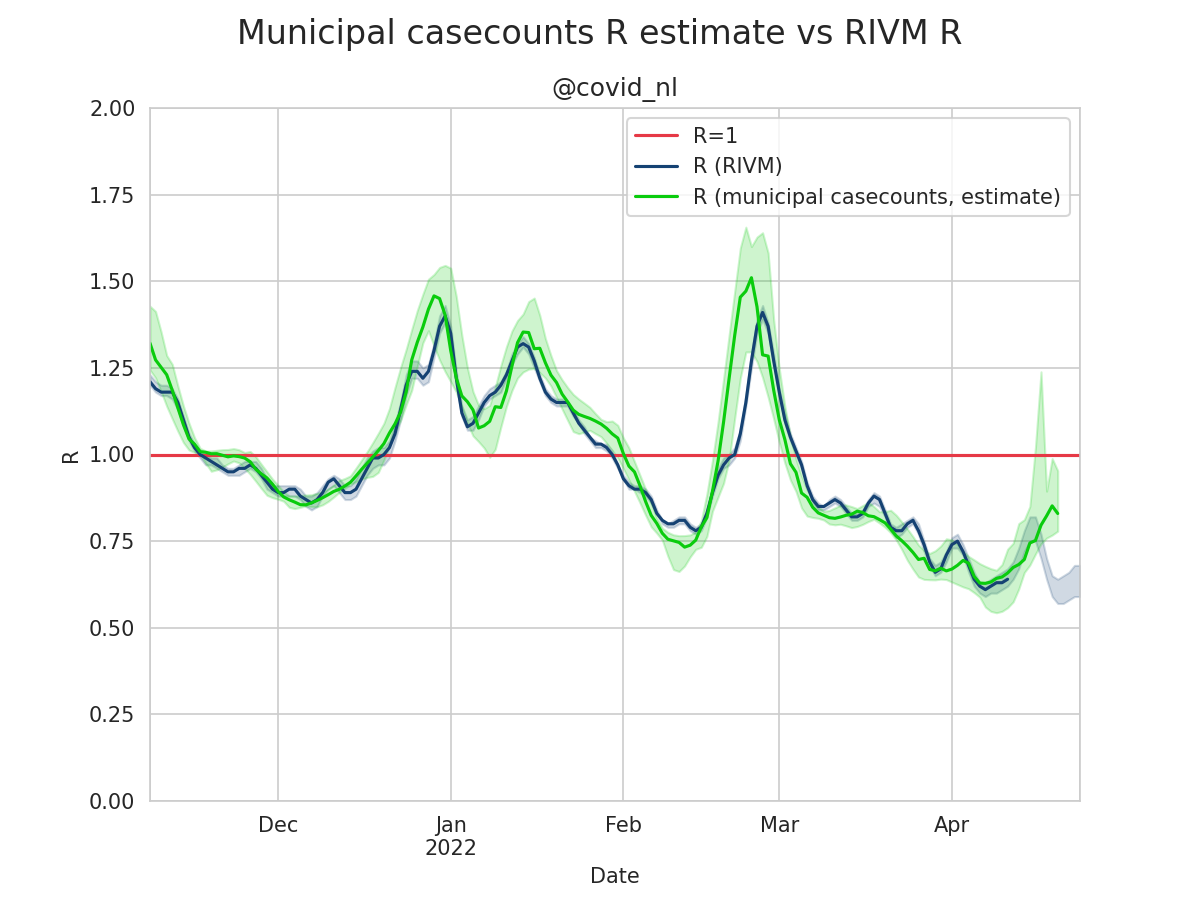 Municipal casecounts R estimate vs RIVM R
@covid_nl
2.00
1.75
1.50
1.25
1.00
0.75
0.50
0.25
0.00
R
R=1
R (RIVM)
R (municipal casecounts, estimate)
Dec
Jan
2022
Feb
Mar
Apr
Date